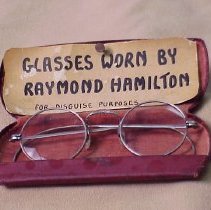 GLASSES WORN BY
RAYMOND HAMILTON
FOR DISGUISE PURPOSES